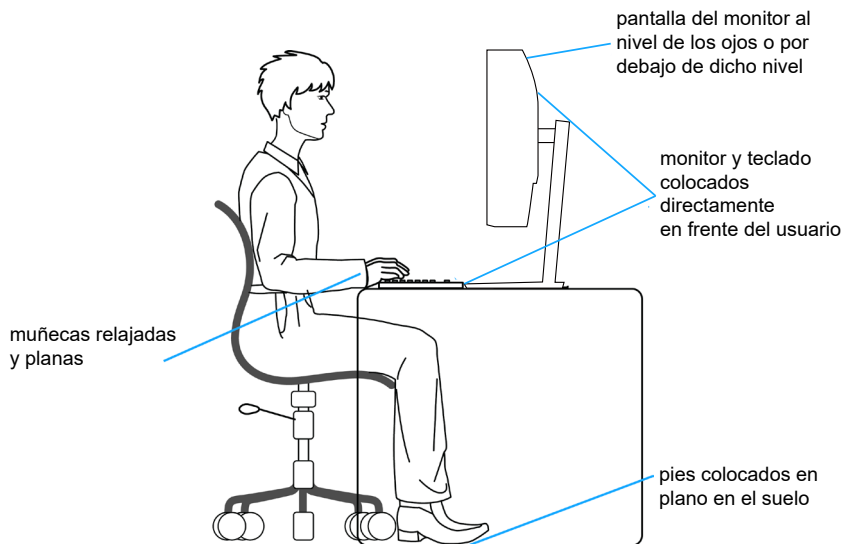 pantalla del monitor al
nivel de los ojos o por
debajo de dicho nivel
monitor y teclado
colocados
directamente
en frente del usuario
muñecas relajadas
y planas
pies colocados en
plano en el suelo